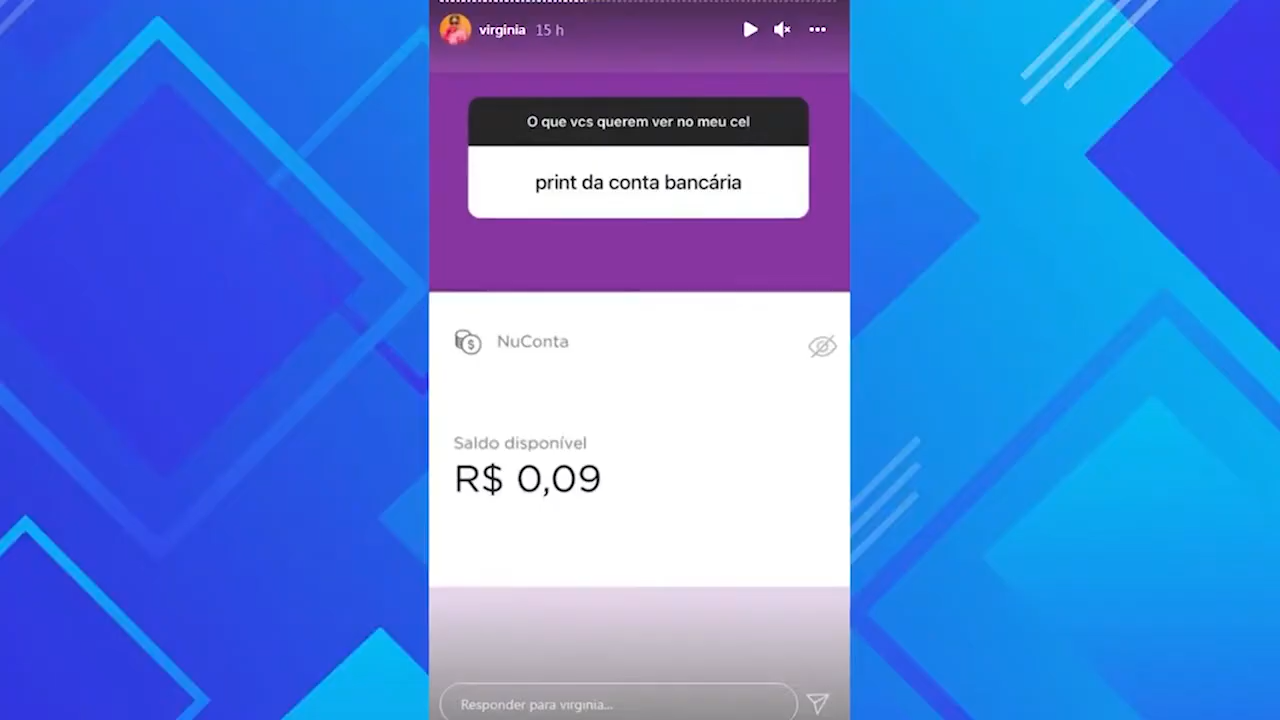 virginia 15 h
O que vcs querem ver no meu cel
print da conta bancária
NuConta
Saldo disponível
R$ 0,09
Responder para virginia...